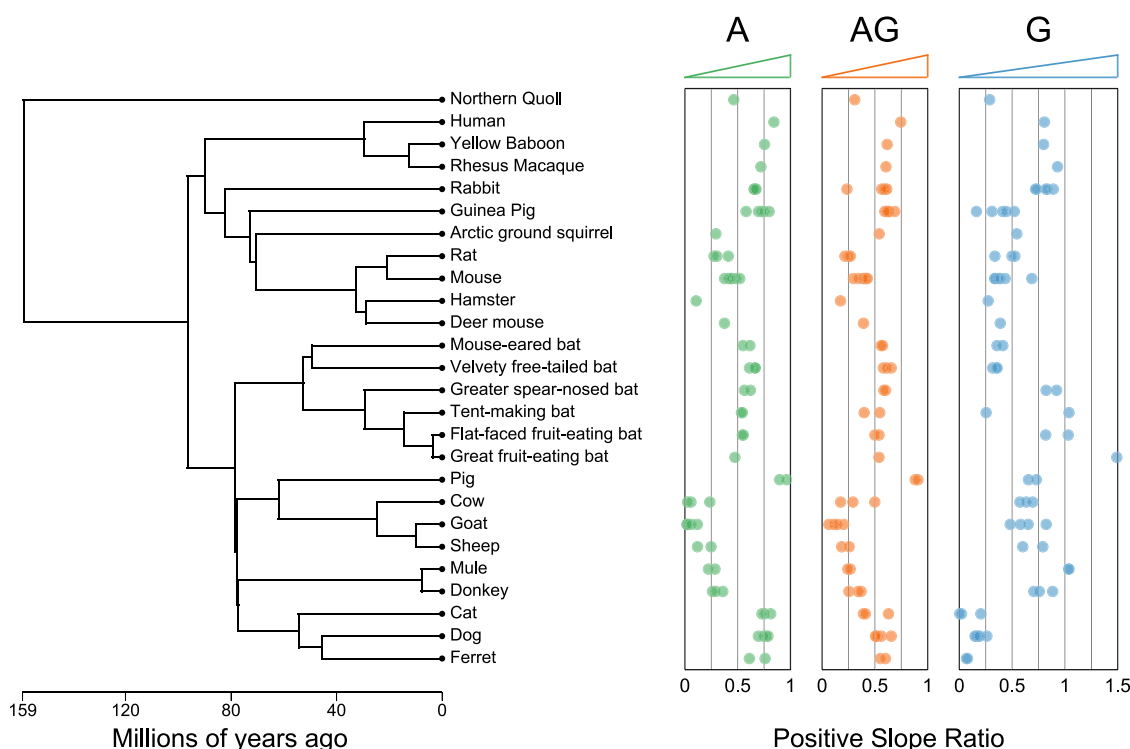 A AG G
Northern Quoll
Human
Yellow Baboon
Rhesus Macaque
Rabbit
Guinea Pig
Arctic ground squirrel
Rat
Mouse
Hamster
Deer mouse
Mouse-eared bat
Velvety free-tailed bat
Greater spear-nosed bat
Tent-making bat
Flat-faced fruit-eating bat
Great fruit-eating bat
Pig
Cow
Goat
Sheep
Mule
Donkey
Cat
Dog
Ferret
0 0.5 1 0 0.5 1 0 0.5 1 1.5
159 120 80 40 0
Millions of years ago Positive Slope Ratio